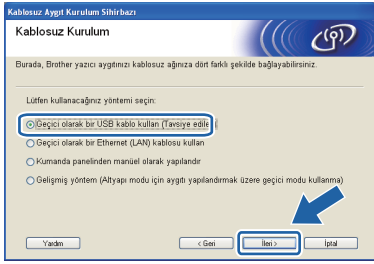 Kablosuz Aygıt Kurulum Sihirbazı
Kablosuz Kurulum
Burada, Brother yazıcı aygıtınızı kablosuz ağınıza dört farklı şekilde bağlayabilirsiniz.
Lütfen kullanacağınız yöntemi seçin:
Geçici olarak bir USB kablo kullan (Tavsiye edilen)
Geçici olarak bir Ethernet (LAN) kablosu kullan
Kumanda panelinden manüel olarak yapılandır
Gelişmiş yöntem (Altyapı modu için aygıtı yapılandırmak üzere geçici modu kullanma)
Yardım < Geri İleri > İptal